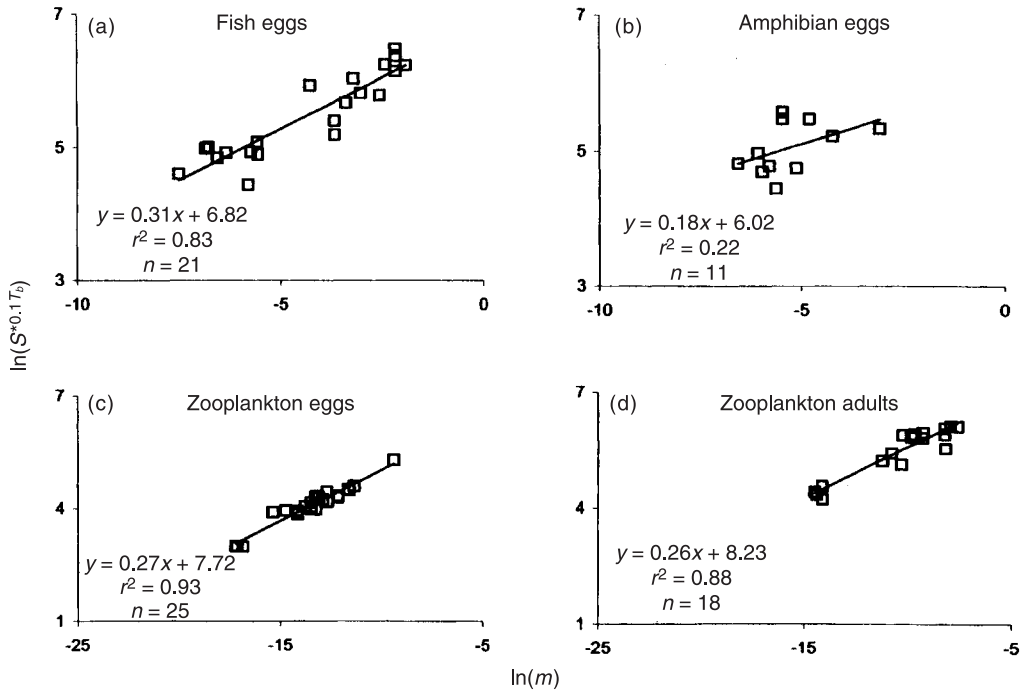 (a) Fish eggs
7
5
3
y = 0.31x + 6.82
r² = 0.83
n = 21
-10 -5 0
(b) Amphibian eggs
7
5
3
y = 0.18x + 6.02
r² = 0.22
n = 11
-10 -5 0
ln(S*0.1T_b)
(c) Zooplankton eggs
7
4
1
y = 0.27x + 7.72
r² = 0.93
n = 25
-25 -15 -5
(d) Zooplankton adults
7
4
1
y = 0.26x + 8.23
r² = 0.88
n = 18
-25 -15 -5
ln(m)